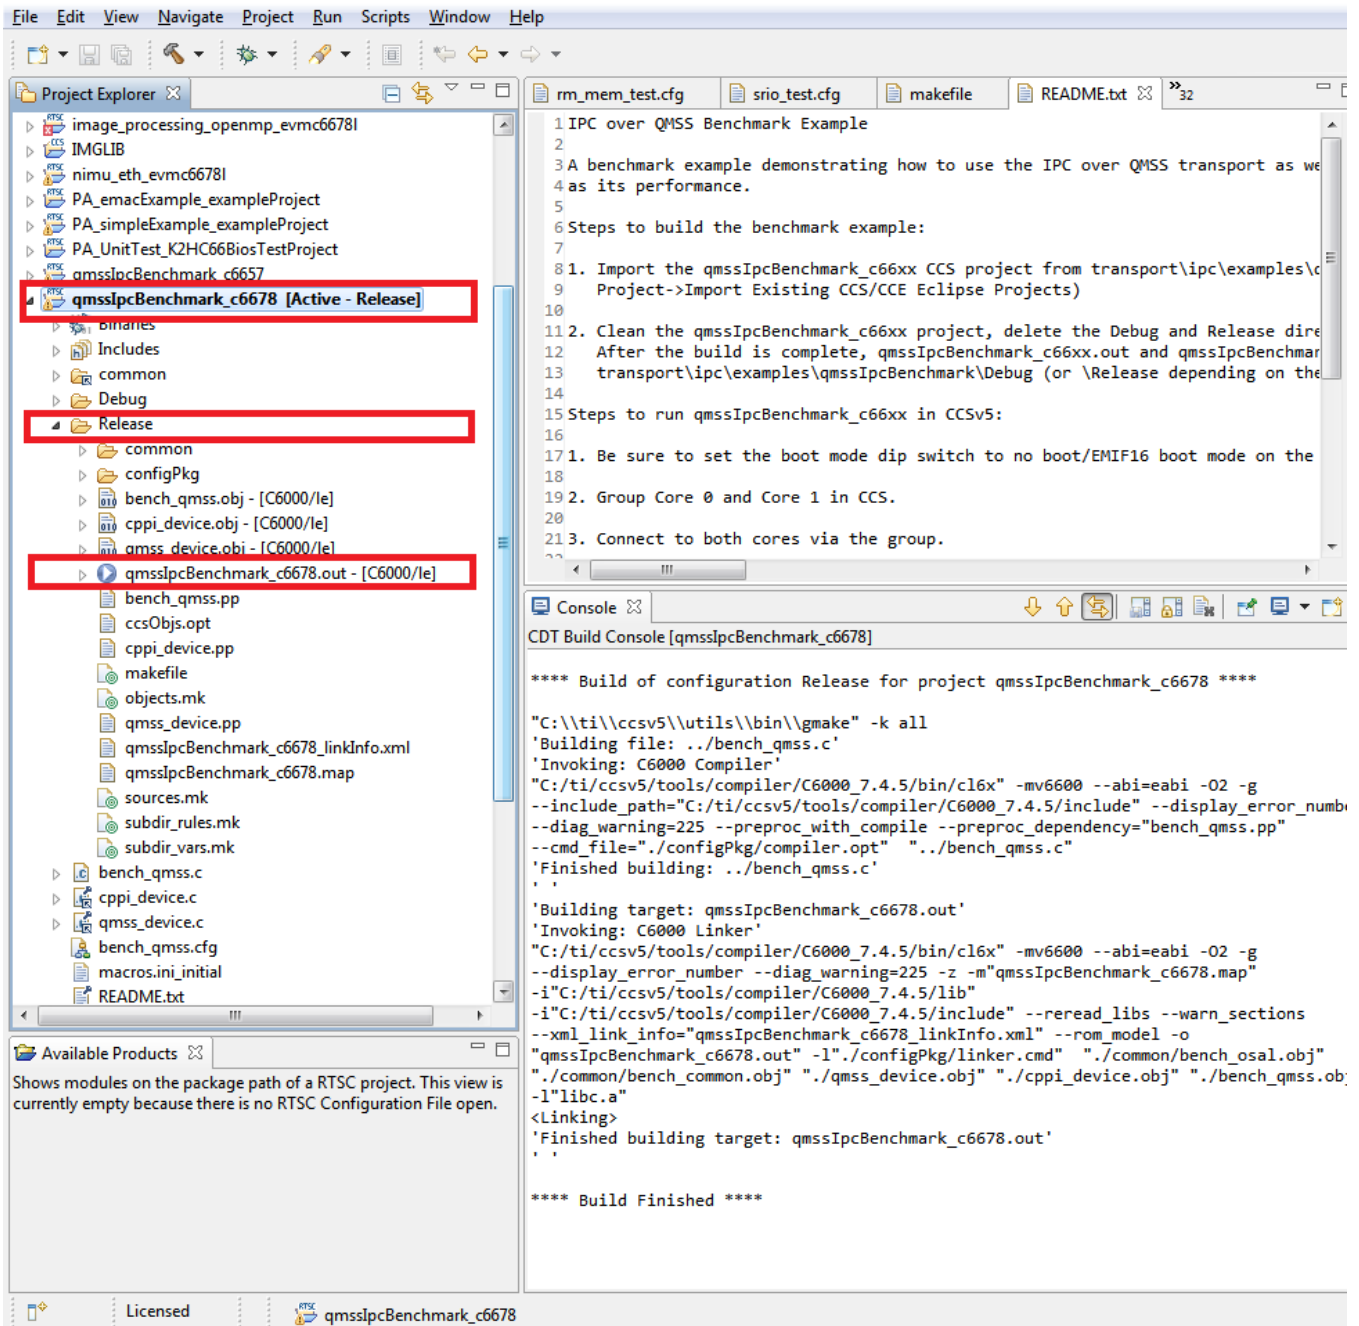 File Edit View Navigate Project Run Scripts Window Help
Project Explorer
RTSC image_processing_openmp_evmc6678l
CCS IMGLIB
RTSC nimu_eth_evmc6678l
RTSC PA_emacExample_exampleProject
RTSC PA_simpleExample_exampleProject
RTSC PA_UnitTest_K2HC66BiosTestProject
RTSC qmssIpcBenchmark_c6657
RTSC qmssIpcBenchmark_c6678 [Active - Release]
Binaries
Includes
common
Debug
Release
common
configPkg
bench_qmss.obj - [C6000/le]
cppi_device.obj - [C6000/le]
qmss_device.obj - [C6000/le]
qmssIpcBenchmark_c6678.out - [C6000/le]
bench_qmss.pp
ccsObjs.opt
cppi_device.pp
makefile
objects.mk
qmss_device.pp
qmssIpcBenchmark_c6678_linkInfo.xml
qmssIpcBenchmark_c6678.map
sources.mk
subdir_rules.mk
subdir_vars.mk
bench_qmss.c
cppi_device.c
qmss_device.c
bench_qmss.cfg
macros.ini_initial
README.txt
Available Products
Shows modules on the package path of a RTSC project. This view is
currently empty because there is no RTSC Configuration File open.
rm_mem_test.cfg srio_test.cfg makefile README.txt »32
1 IPC over QMSS Benchmark Example
2
3 A benchmark example demonstrating how to use the IPC over QMSS transport as we
4 as its performance.
5
6 Steps to build the benchmark example:
7
8 1. Import the qmssIpcBenchmark_c66xx CCS project from transport\ipc\examples\
9 Project->Import Existing CCS/CCE Eclipse Projects)
10
11 2. Clean the qmssIpcBenchmark_c66xx project, delete the Debug and Release dire
12 After the build is complete, qmssIpcBenchmark_c66xx.out and qmssIpcBenchmar
13 transport\ipc\examples\qmssIpcBenchmark\Debug (or \Release depending on the
14
15 Steps to run qmssIpcBenchmark_c66xx in CCSv5:
16
17 1. Be sure to set the boot mode dip switch to no boot/EMIF16 boot mode on the
18
19 2. Group Core 0 and Core 1 in CCS.
20
21 3. Connect to both cores via the group.
Console
CDT Build Console [qmssIpcBenchmark_c6678]
**** Build of configuration Release for project qmssIpcBenchmark_c6678 ****
"C:\\ti\\ccsv5\\utils\\bin\\gmake" -k all
'Building file: ../bench_qmss.c'
'Invoking: C6000 Compiler'
"C:/ti/ccsv5/tools/compiler/C6000_7.4.5/bin/cl6x" -mv6600 --abi=eabi -O2 -g
--include_path="C:/ti/ccsv5/tools/compiler/C6000_7.4.5/include" --display_error_numbe
--diag_warning=225 --preproc_with_compile --preproc_dependency="bench_qmss.pp"
--cmd_file="./configPkg/compiler.opt" "../bench_qmss.c"
'Finished building: ../bench_qmss.c'
' '
'Building target: qmssIpcBenchmark_c6678.out'
'Invoking: C6000 Linker'
"C:/ti/ccsv5/tools/compiler/C6000_7.4.5/bin/cl6x" -mv6600 --abi=eabi -O2 -g
--display_error_number --diag_warning=225 -z -m"qmssIpcBenchmark_c6678.map"
-i"C:/ti/ccsv5/tools/compiler/C6000_7.4.5/lib"
-i"C:/ti/ccsv5/tools/compiler/C6000_7.4.5/include" --reread_libs --warn_sections
--xml_link_info="qmssIpcBenchmark_c6678_linkInfo.xml" --rom_model -o
"qmssIpcBenchmark_c6678.out" -l"./configPkg/linker.cmd" "./common/bench_osal.obj"
"./common/bench_common.obj" "./qmss_device.obj" "./cppi_device.obj" "./bench_qmss.obj
-l"libc.a"
<Linking>
'Finished building target: qmssIpcBenchmark_c6678.out'
' '
**** Build Finished ****
Licensed
RTSC qmssIpcBenchmark_c6678